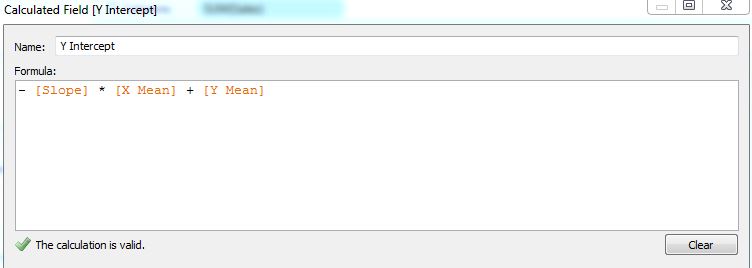 Calculated Field [Y Intercept]
Name: Y Intercept
Formula:
- [Slope] * [X Mean] + [Y Mean]
The calculation is valid.
Clear